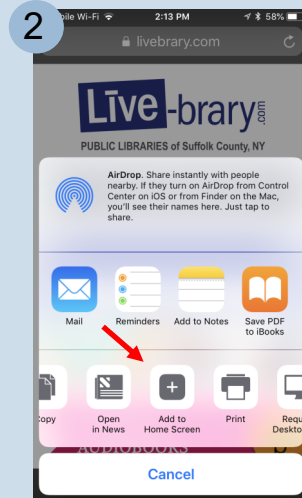 2
bile Wi-Fi 2:13 PM 58%
livebrary.com
Live-brary.com
PUBLIC LIBRARIES of Suffolk County, NY
AirDrop. Share instantly with people
nearby. If they turn on AirDrop from Control
Center on iOS or from Finder on the Mac,
you'll see their names here. Just tap to
share.
Mail Reminders Add to Notes Save PDF
to iBooks
opy Open
in News Add to
Home Screen Print Requ
Deskto
AUDIOBOOKS
Cancel